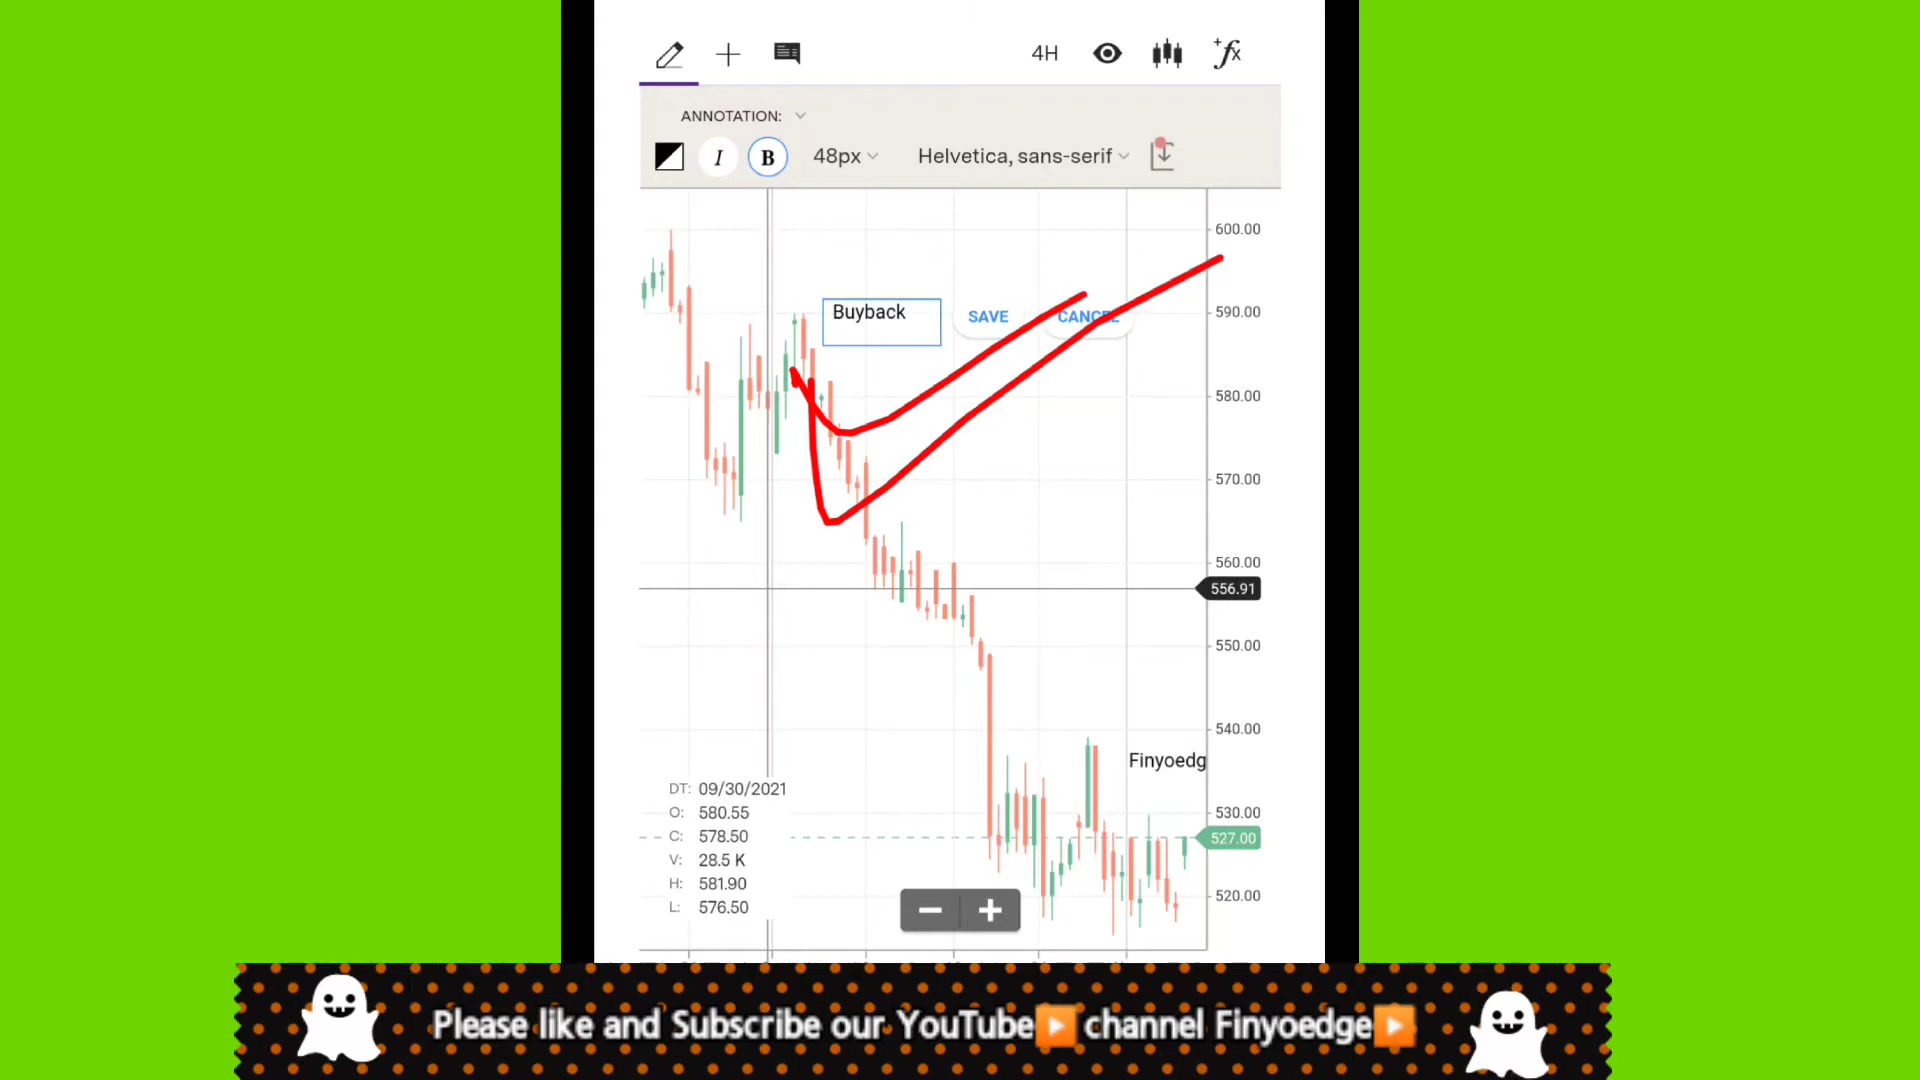 4H
fx
ANNOTATION:
I B 48px Helvetica, sans-serif
600.00
Buyback SAVE CANCEL
590.00
580.00
570.00
560.00
556.91
550.00
540.00
Finyoedg
DT: 09/30/2021
O: 580.55
530.00
C: 578.50
527.00
V: 28.5 K
H: 581.90
520.00
L: 576.50
Please like and Subscribe our YouTube channel Finyoedge